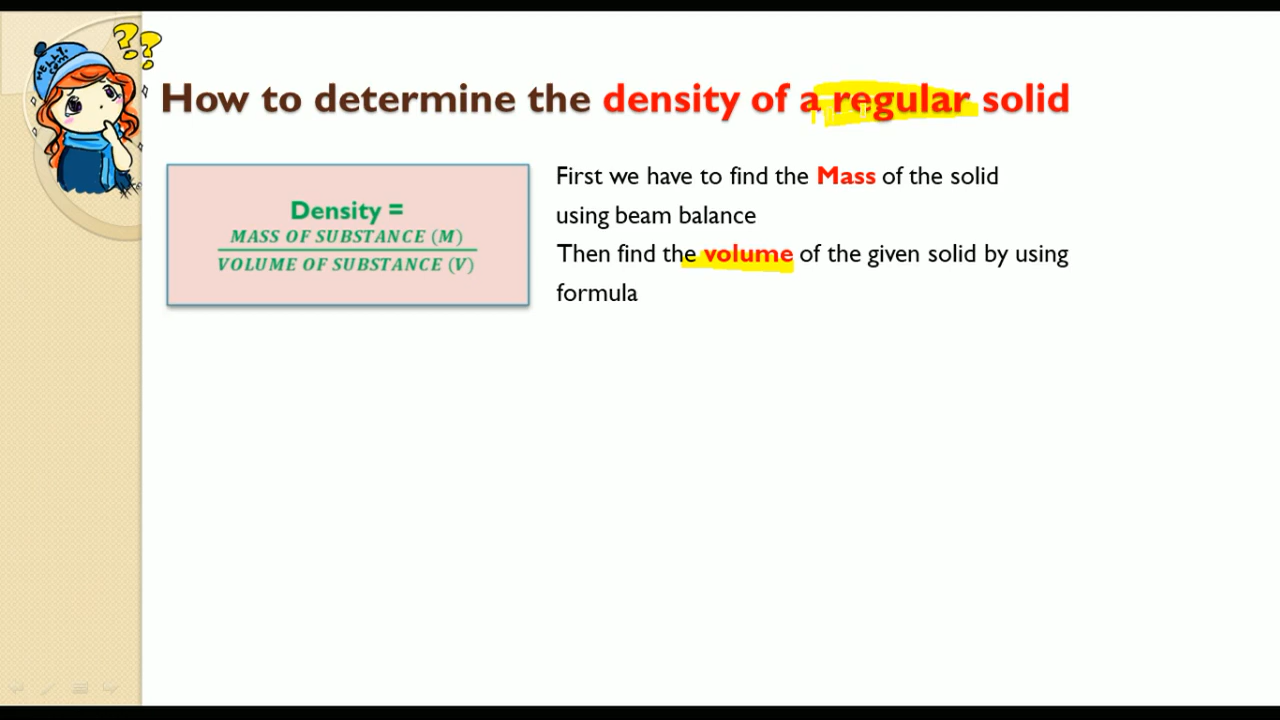 ??
How to determine the density of a regular solid
Density =
MASS OF SUBSTANCE (M)
VOLUME OF SUBSTANCE (V)
First we have to find the Mass of the solid
using beam balance
Then find the volume of the given solid by using
formula